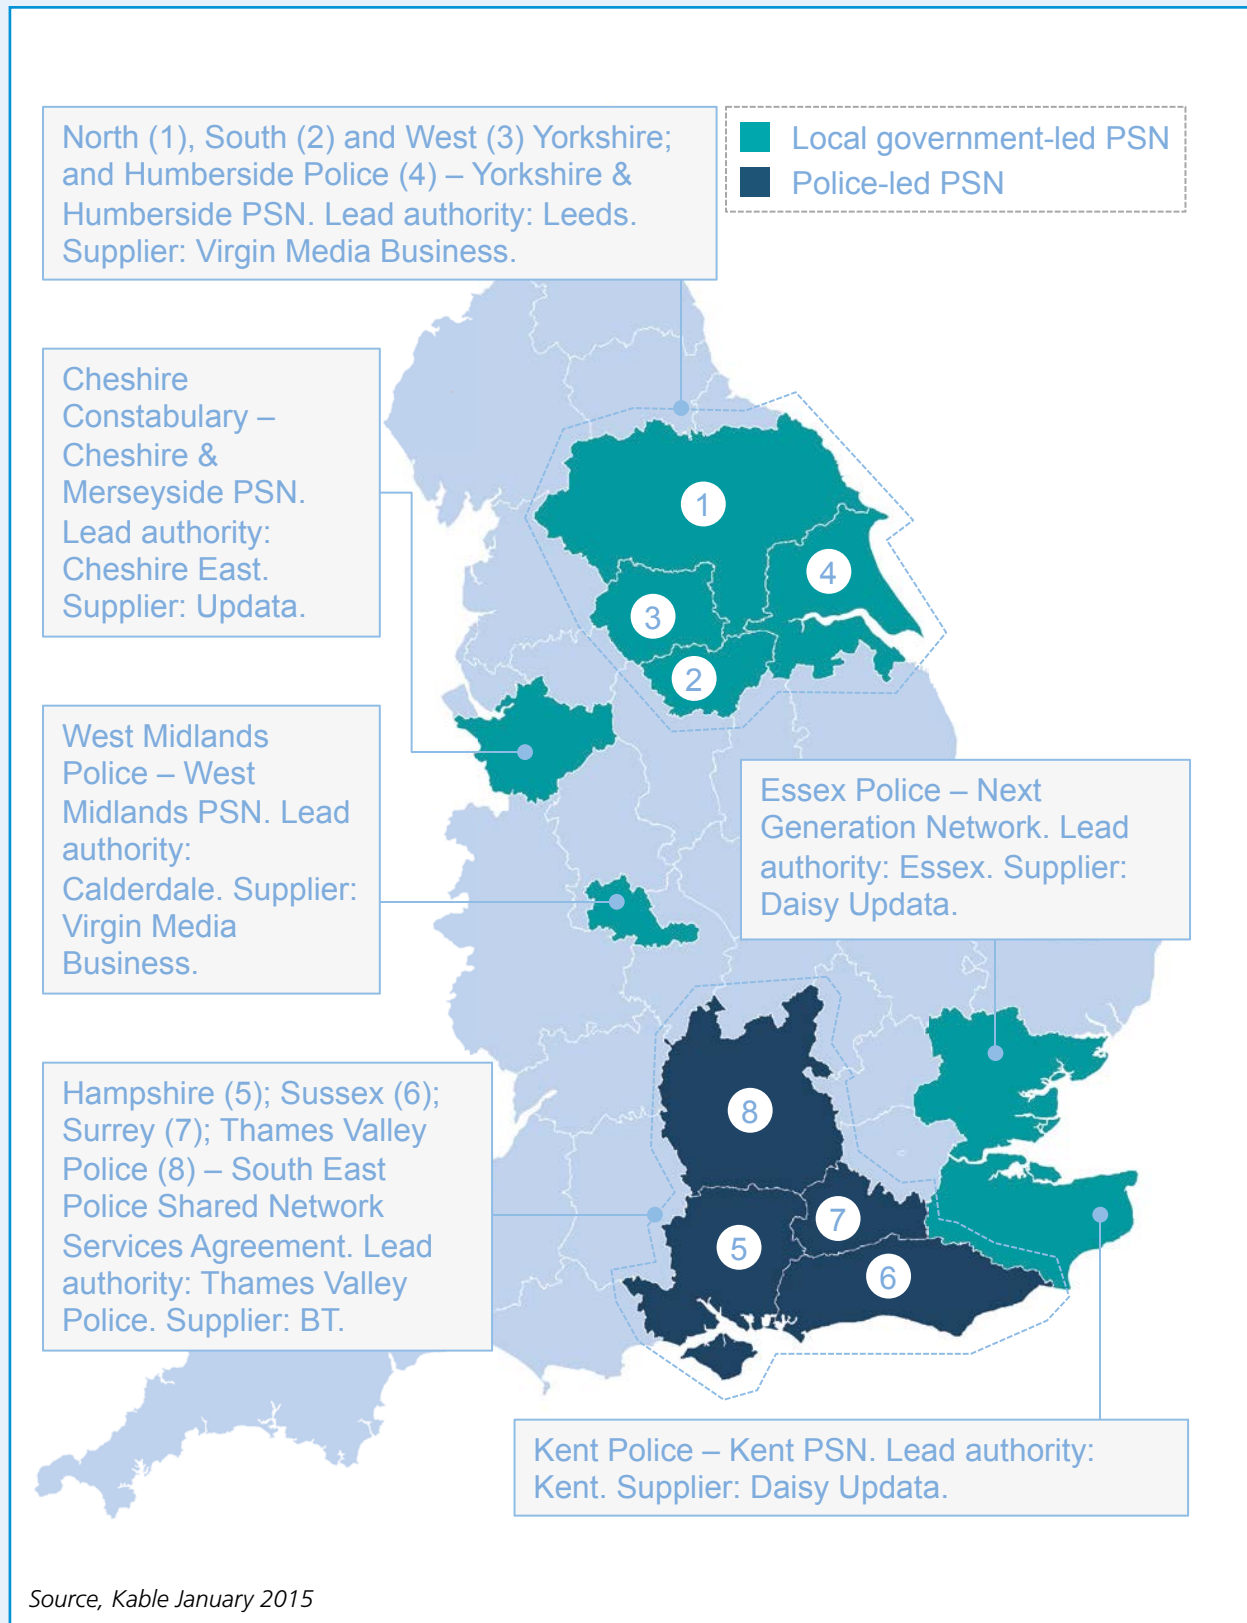 North (1), South (2) and West (3) Yorkshire;
and Humberside Police (4) – Yorkshire &
Humberside PSN. Lead authority: Leeds.
Supplier: Virgin Media Business.
Local government-led PSN
Police-led PSN
Cheshire
Constabulary –
Cheshire &
Merseyside PSN.
Lead authority:
Cheshire East.
Supplier: Updata.
1
4
3
2
West Midlands
Police – West
Midlands PSN. Lead
authority:
Calderdale. Supplier:
Virgin Media
Business.
Essex Police – Next
Generation Network. Lead
authority: Essex. Supplier:
Daisy Updata.
Hampshire (5); Sussex (6);
Surrey (7); Thames Valley
Police (8) – South East
Police Shared Network
Services Agreement. Lead
authority: Thames Valley
Police. Supplier: BT.
8
7
5
6
Kent Police – Kent PSN. Lead authority:
Kent. Supplier: Daisy Updata.
Source, Kable January 2015